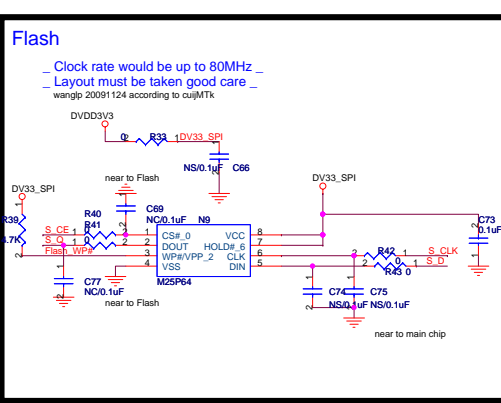 Flash
_ Clock rate would be up to 80MHz _
_ Layout must be taken good care _
wanglp 20091124 according to cuijMTk
DVDD3V3
0 R33 1 DV33_SPI
NS/0.1uF C66
near to Flash
DV33_SPI
DV33_SPI
C69
NC/0.1uF
N9
R39
4.7K
R40
R41
S_CE
S_O
Flash_WP#
1 CS#_0 VCC 8
2 DOUT HOLD#_6 7
3 WP#/VPP_2 CLK 6
4 VSS DIN 5
M25P64
R42
0
S_CLK
R43 0
S_D
C73
0.1uF
C77
NC/0.1uF
near to Flash
C74 C75
NS/0.1uF NS/0.1uF
near to main chip